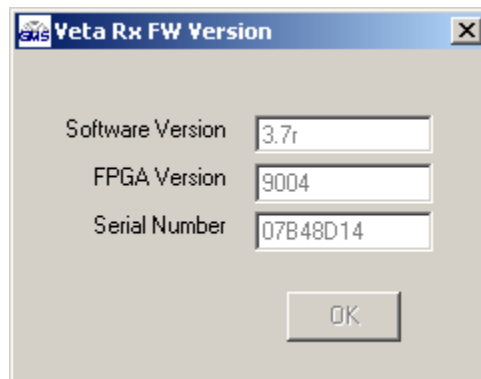 GMS Veta Rx FW Version
Software Version 3.7r
FPGA Version 9004
Serial Number 07B48D14
OK